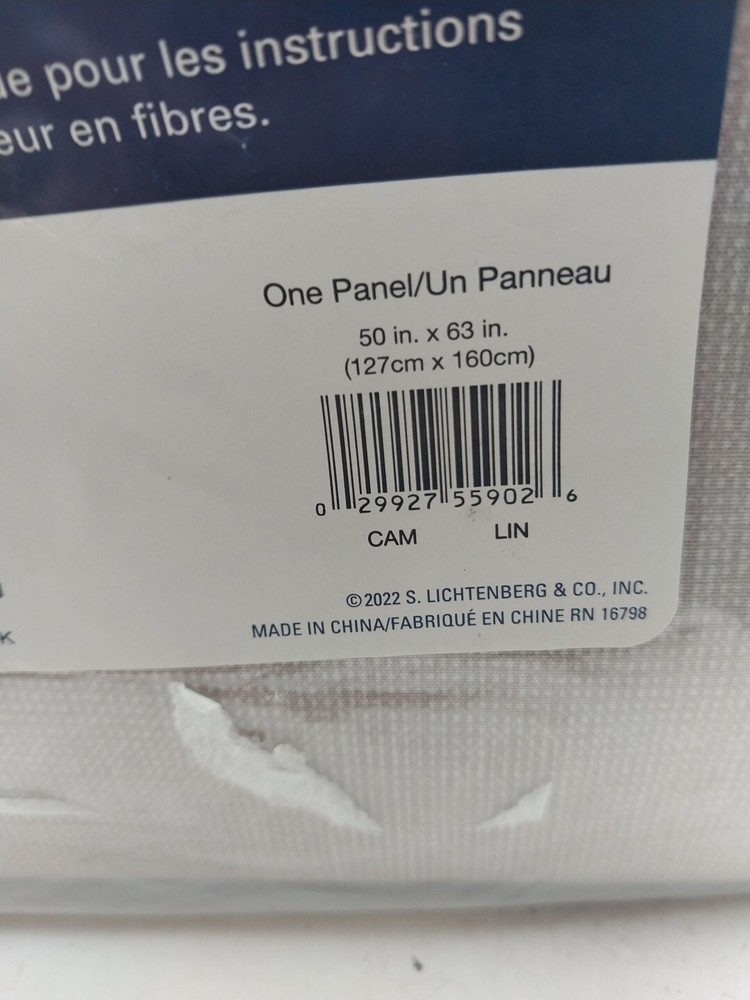 pour les instructions
en fibres.
One Panel/Un Panneau
50 in. x 63 in.
(127cm x 160cm)
0 29927 55902 6
CAM LIN
©2022 S. LICHTENBERG & CO., INC.
MADE IN CHINA/FABRIQUÉ EN CHINE RN 16798